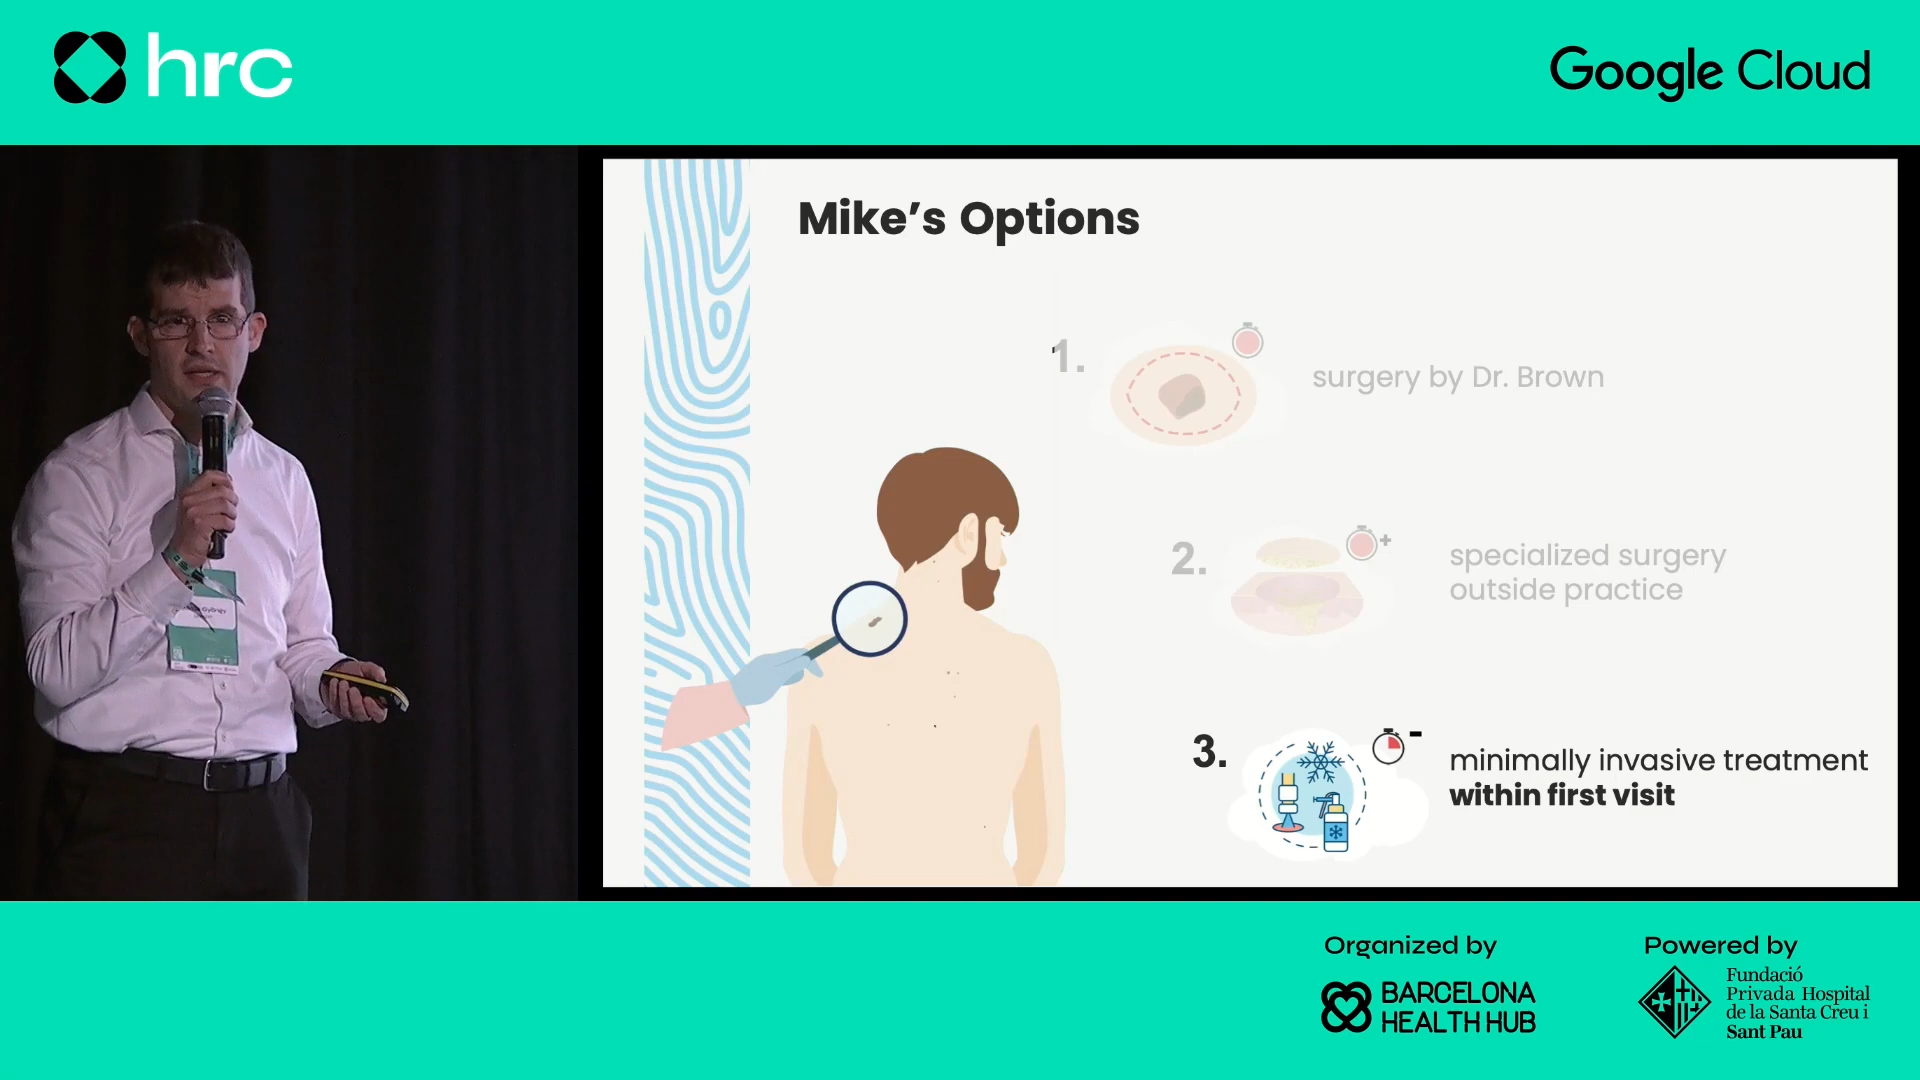 hrc
Google Cloud
Mike's Options
1.
surgery by Dr. Brown
2.
+
specialized surgery
outside practice
3.
-
minimally invasive treatment
within first visit
Organized by
BARCELONA
HEALTH HUB
Powered by
Fundació
Privada Hospital
de la Santa Creu i
Sant Pau